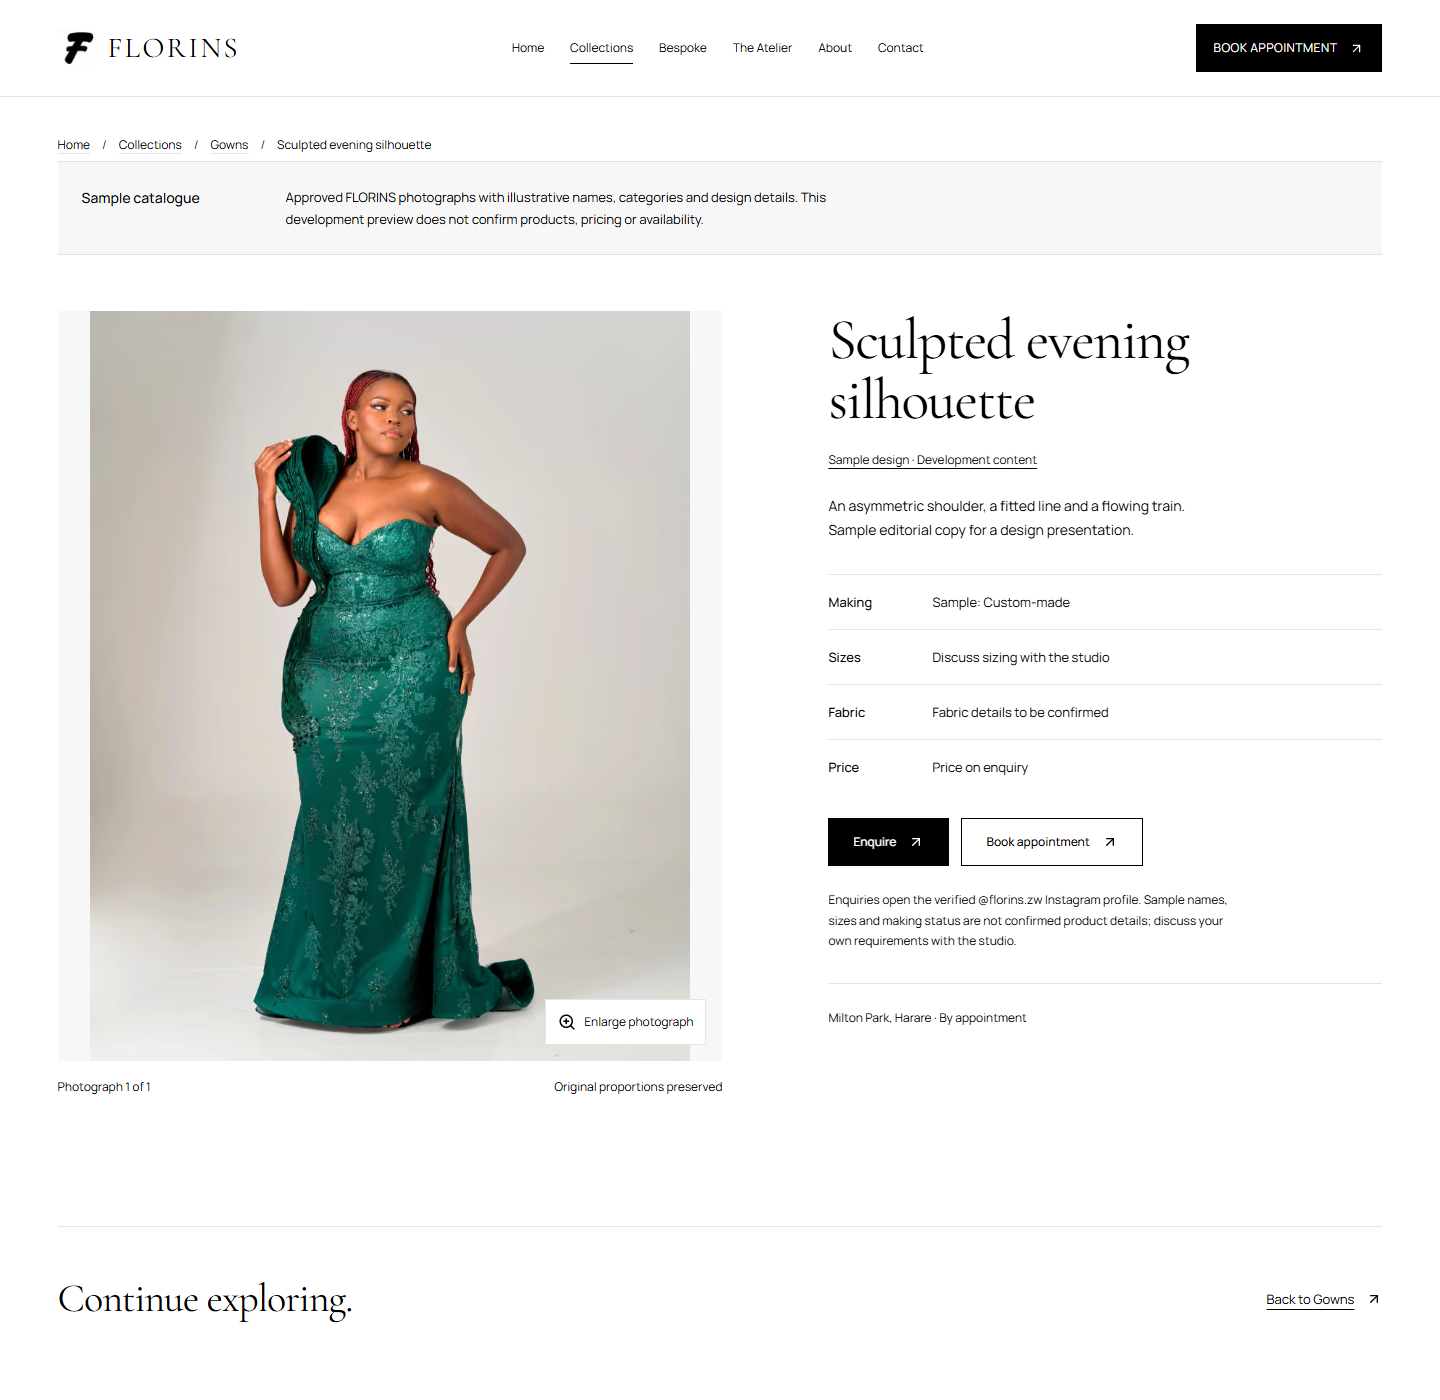 F FLORINS
Home Collections Bespoke The Atelier About Contact
BOOK APPOINTMENT
Home / Collections / Gowns / Sculpted evening silhouette
Sample catalogue
Approved FLORINS photographs with illustrative names, categories and design details. This
development preview does not confirm products, pricing or availability.
Sculpted evening
silhouette
Sample design · Development content
An asymmetric shoulder, a fitted line and a flowing train.
Sample editorial copy for a design presentation.
Making Sample: Custom-made
Sizes Discuss sizing with the studio
Fabric Fabric details to be confirmed
Price Price on enquiry
Enquire
Book appointment
Enquiries open the verified @florins.zw Instagram profile. Sample names,
sizes and making status are not confirmed product details; discuss your
own requirements with the studio.
Milton Park, Harare · By appointment
Enlarge photograph
Photograph 1 of 1
Original proportions preserved
Continue exploring.
Back to Gowns